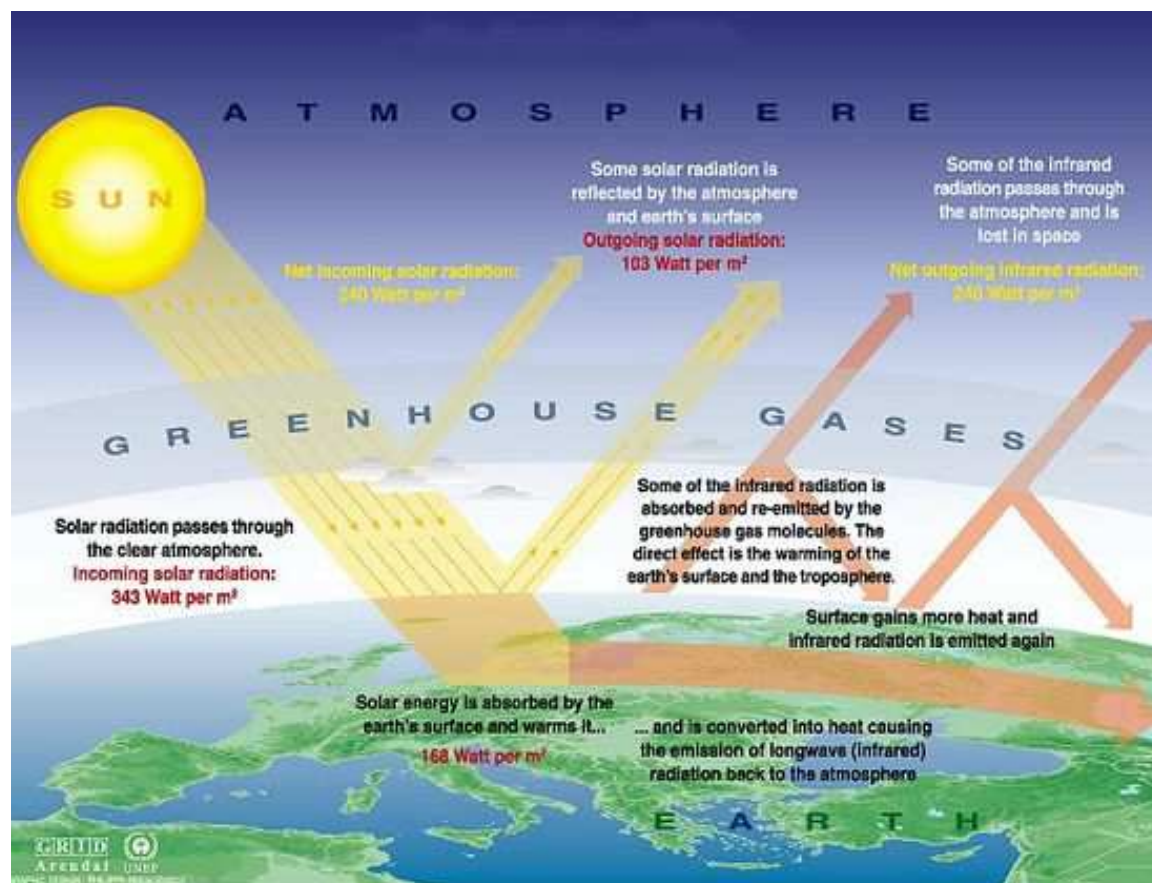 ATMOSPHERE
SUN
Some solar radiation is
reflected by the atmosphere
and earth's surface
Outgoing solar radiation:
103 Watt per m²
Some of the infrared
radiation passes through
the atmosphere and is
lost in space
Net outgoing infrared radiation:
240 Watt per m²
Net incoming solar radiation:
240 Watt per m²
GREENHOUSE GASES
Solar radiation passes through
the clear atmosphere.
Incoming solar radiation:
343 Watt per m²
Some of the infrared radiation is
absorbed and re-emitted by the
greenhouse gas molecules. The
direct effect is the warming of the
earth's surface and the troposphere.
Surface gains more heat and
infrared radiation is emitted again
Solar energy is absorbed by the
earth's surface and warms it...
168 Watt per m²
... and is converted into heat causing
the emission of longwave (infrared)
radiation back to the atmosphere
EARTH
GRID
Arendal UNEP